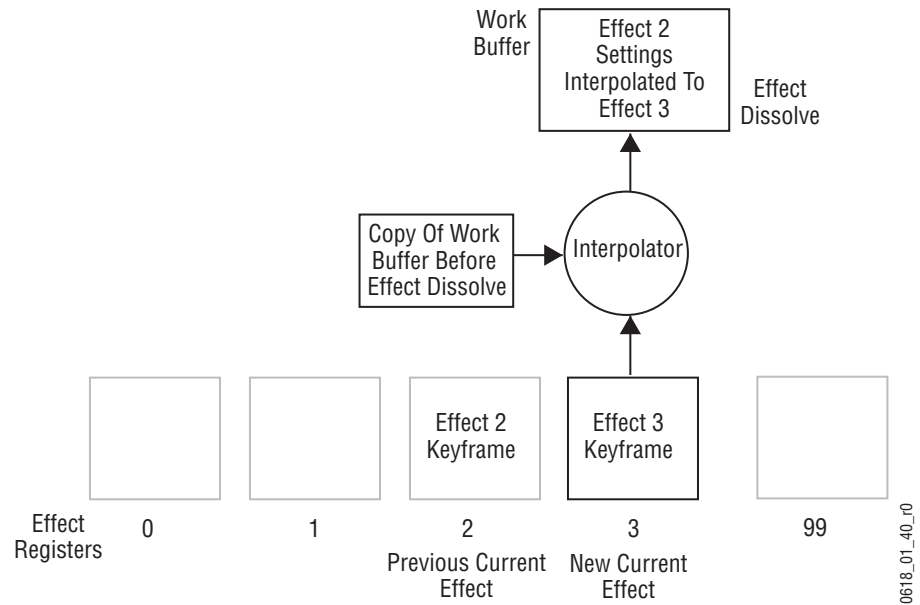 Work
Buffer
Effect 2
Settings
Interpolated To
Effect 3
Effect
Dissolve
Copy Of Work
Buffer Before
Effect Dissolve
Interpolator
Effect 2
Keyframe
Effect 3
Keyframe
Effect
Registers
0
1
2
3
99
Previous Current
Effect
New Current
Effect
0618_01_40_r0